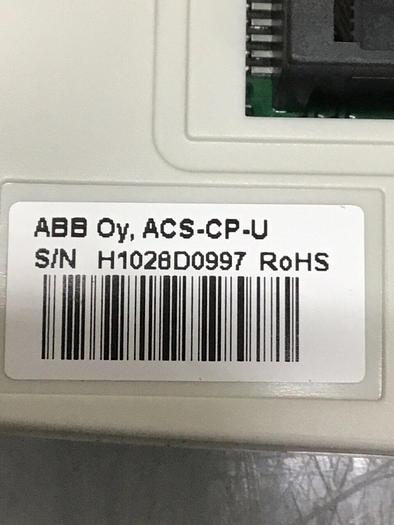 ABB Oy, ACS-CP-U
S/N H1028D0997 RoHS